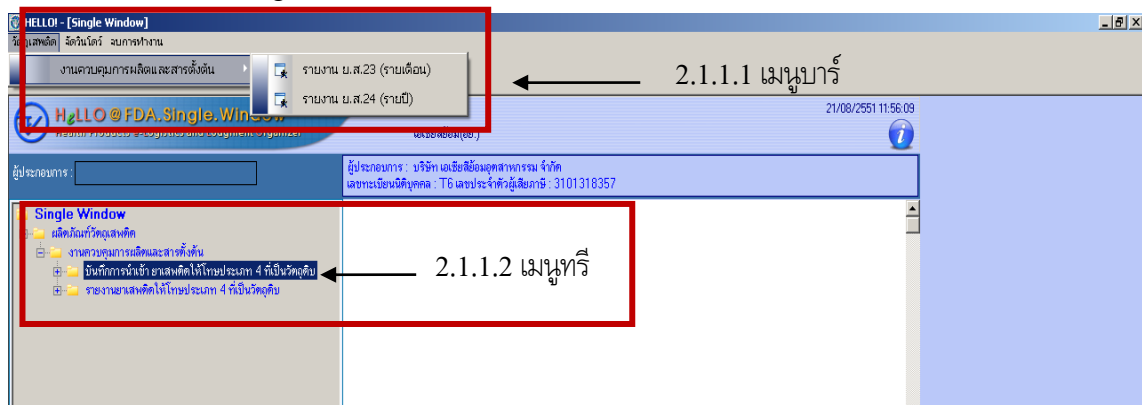 HELLO! - [Single Window]
วัตถุเสพติด จัดวินโดว์ จบการทำงาน
งานควบคุมการผลิตและสารตั้งต้น
รายงาน ย.ส.23 (รายเดือน)
รายงาน ย.ส.24 (รายปี)
2.1.1.1 เมนูบาร์
HeLLO@FDA.Single.Window
21/08/2551 11:56:09
ผู้ประกอบการ :
ผู้ประกอบการ : บริษัท เอเซียสีย้อมอุตสาหกรรม จำกัด
เลขทะเบียนนิติบุคคล : T6 เลขประจำตัวผู้เสียภาษี : 3101318357
Single Window
ผลิตภัณฑ์วัตถุเสพติด
งานควบคุมการผลิตและสารตั้งต้น
บันทึกการนำเข้า ยาเสพติดให้โทษประเภท 4 ที่เป็นวัตถุดิบ
รายงานยาเสพติดให้โทษประเภท 4 ที่เป็นวัตถุดิบ
2.1.1.2 เมนูทรี